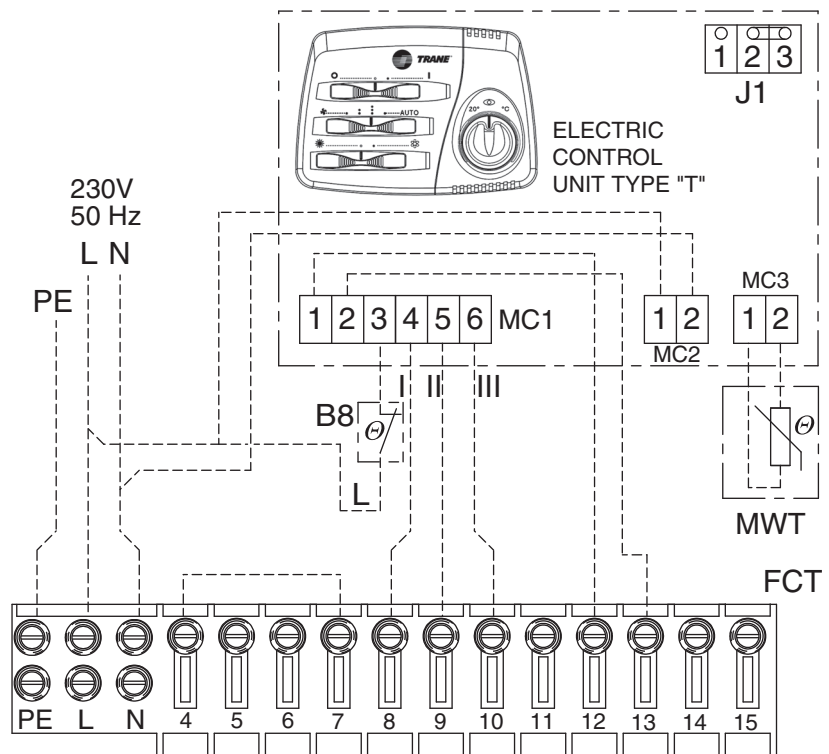 TRANE
O I
AUTO
20° °C
1 2 3
J1
ELECTRIC
CONTROL
UNIT TYPE "T"
230V
50 Hz
L N
PE
1 2 3 4 5 6 MC1
1 2
MC2
MC3
1 2
I II III
B8
Θ
L
Θ
MWT
FCT
PE L N 4 5 6 7 8 9 10 11 12 13 14 15